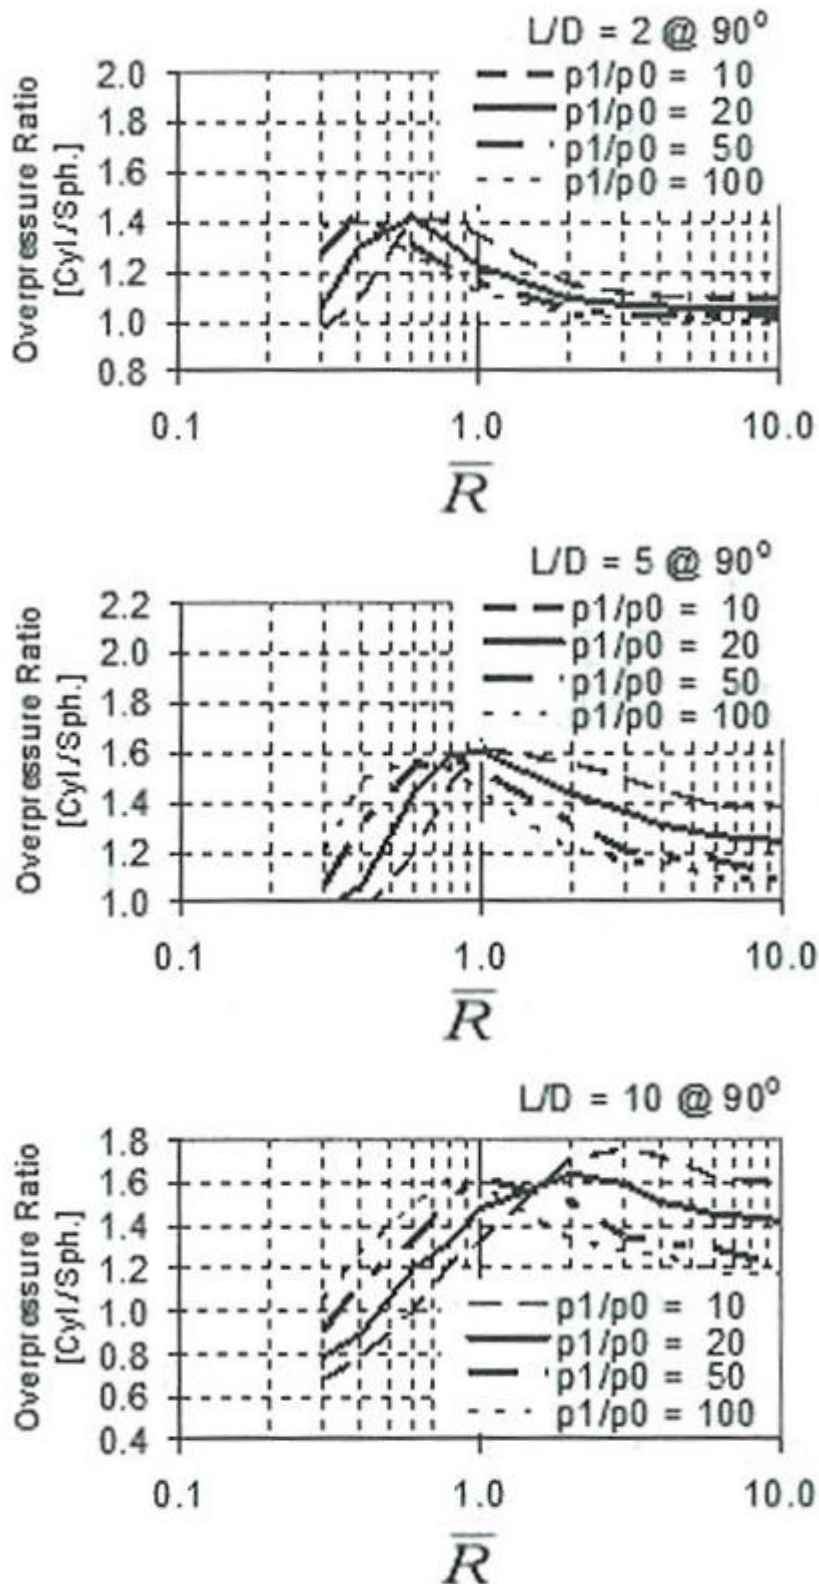 L/D = 2 @ 90°
p1/p0 = 10
p1/p0 = 20
p1/p0 = 50
p1/p0 = 100
Overpressure Ratio
[Cyl/Sph.]
2.0
1.8
1.6
1.4
1.2
1.0
0.8
0.1 1.0 10.0
R̅
L/D = 5 @ 90°
p1/p0 = 10
p1/p0 = 20
p1/p0 = 50
p1/p0 = 100
Overpressure Ratio
[Cyl/Sph.]
2.2
2.0
1.8
1.6
1.4
1.2
1.0
0.1 1.0 10.0
R̅
L/D = 10 @ 90°
Overpressure Ratio
[Cyl/Sph.]
1.8
1.6
1.4
1.2
1.0
0.8
0.6
0.4
p1/p0 = 10
p1/p0 = 20
p1/p0 = 50
p1/p0 = 100
0.1 1.0 10.0
R̅